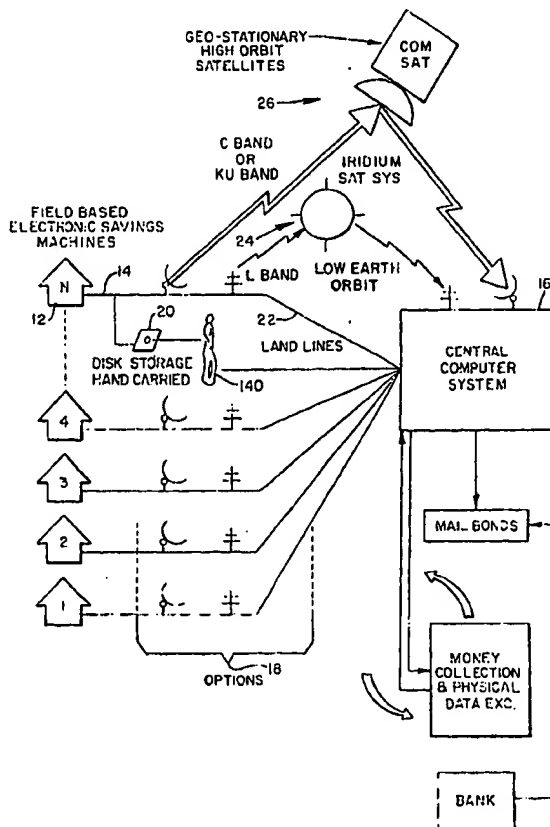 GEO-STATIONARY
HIGH ORBIT
SATELLITES
COM
SAT
26
C BAND
OR
KU BAND
IRIDIUM
SAT SYS
FIELD BASED
ELECTRONIC SAVINGS
MACHINES
24
14
L BAND
LOW EARTH
ORBIT
N
12
20
22
16
DISK STORAGE
HAND CARRIED
140
LAND LINES
CENTRAL
COMPUTER
SYSTEM
4
3
2
1
MAIL BONDS
OPTIONS
18
MONEY
COLLECTION
& PHYSICAL
DATA EXC.
BANK